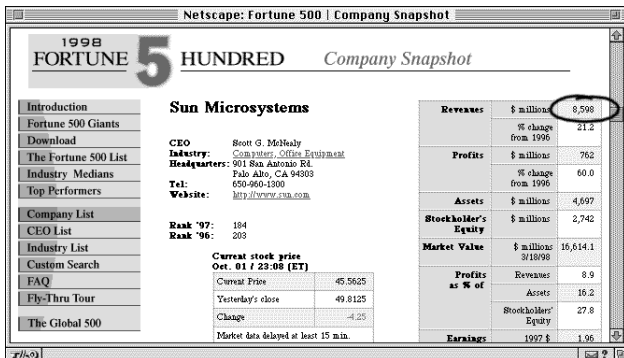 Netscape: Fortune 500 | Company Snapshot
1998
FORTUNE 5 HUNDRED Company Snapshot
Introduction
Fortune 500 Giants
Download
The Fortune 500 List
Industry Medians
Top Performers
Company List
CEO List
Industry List
Custom Search
FAQ
Fly-Thru Tour
The Global 500
Sun Microsystems
CEO Scott G. McNealy
Industry: Computers, Office Equipment
Headquarters: 901 San Antonio Rd.
Palo Alto, CA 94303
Tel: 650-960-1300
Website: http://www.sun.com
Rank '97: 184
Rank '96: 203
Current stock price
Oct. 01 / 23:08 (ET)
Current Price 45.5625
Yesterday's close 49.8125
Change -4.25
Market data delayed at least 15 min.
Revenues $ millions 8,598
% change from 1996 21.2
Profits $ millions 762
% change from 1996 60.0
Assets $ millions 4,697
Stockholder's Equity $ millions 2,742
Market Value $ millions 3/18/98 16,614.1
Profits as % of Revenues 8.9
Assets 16.2
Stockholders' Equity 27.8
Earnings 1997 $ 1.96